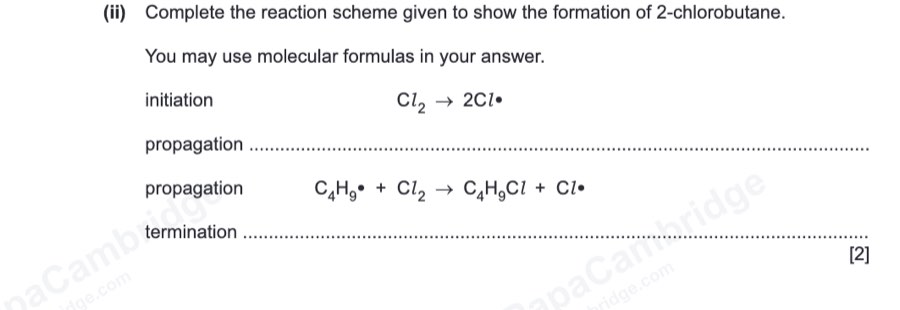 (ii) Complete the reaction scheme given to show the formation of 2-chlorobutane.
You may use molecular formulas in your answer.
initiation Cl₂ → 2Cl•
propagation ....................................................................................................
propagation C₄H₉• + Cl₂ → C₄H₉Cl + Cl•
termination ....................................................................................................
[2]
PapaCambridge